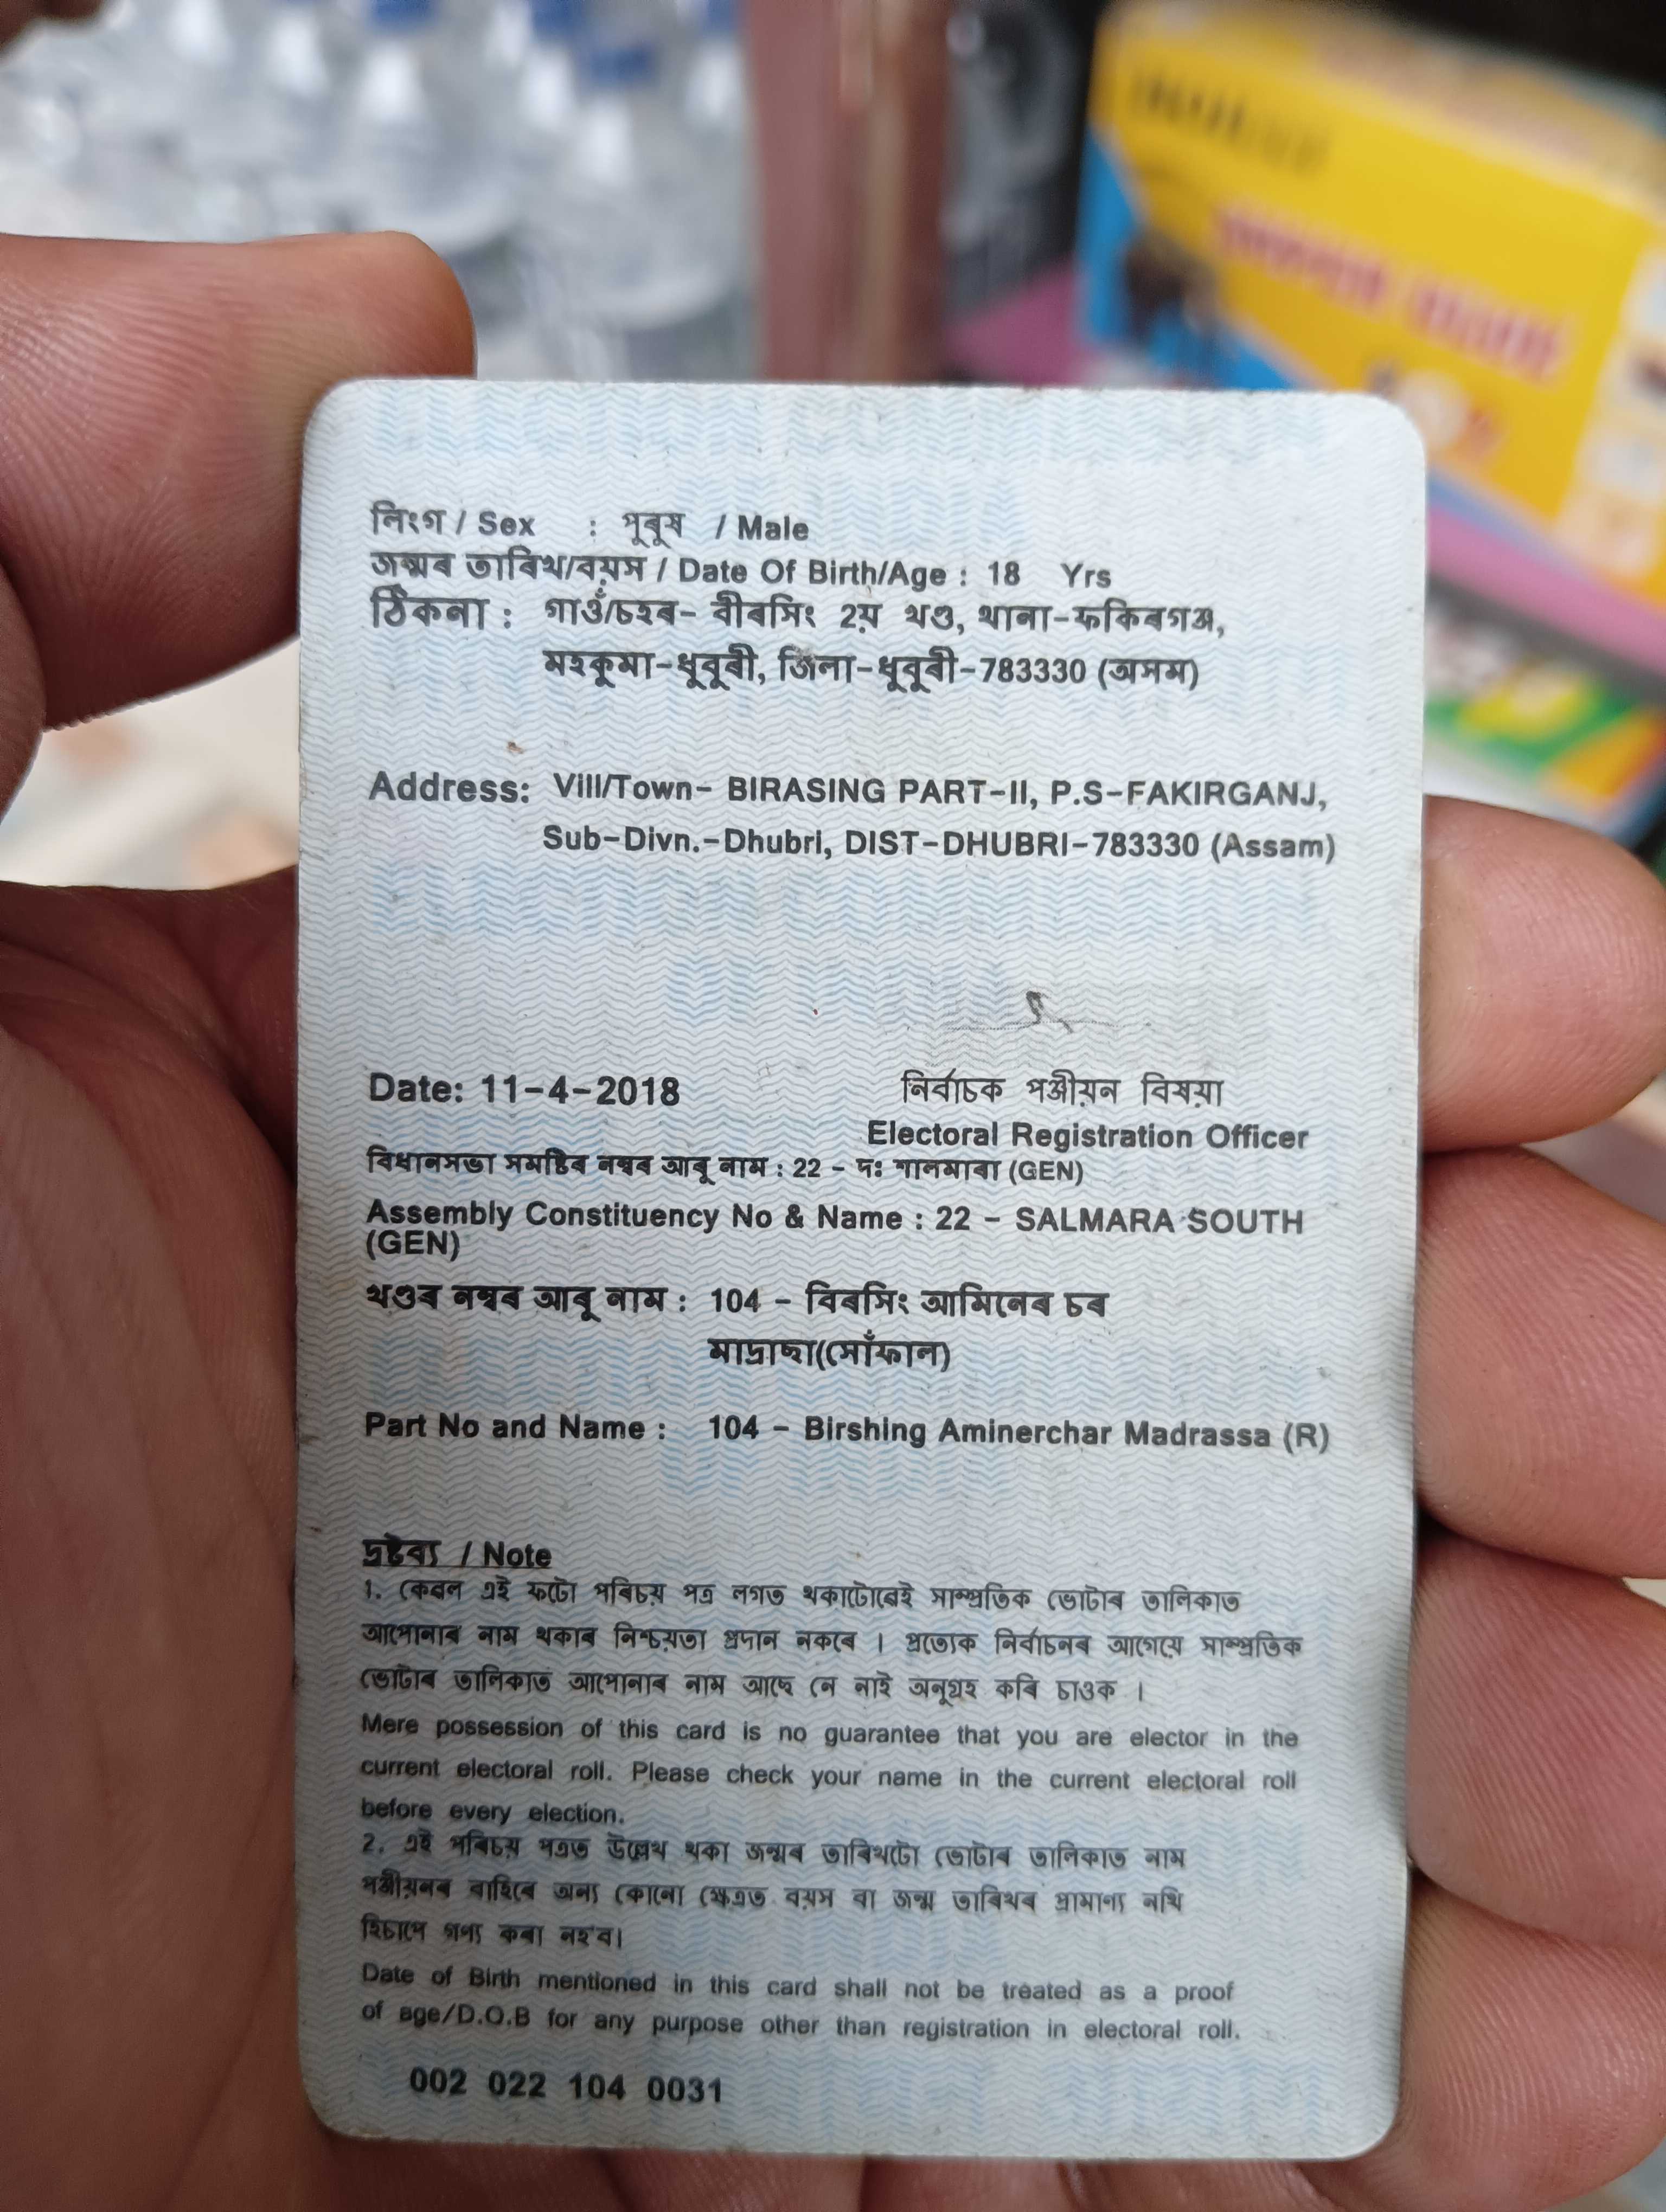 লিংগ / Sex : পুৰুষ / Male
জন্মৰ তাৰিখ/বয়স / Date Of Birth/Age : 18 Yrs
ঠিকনা : গাওঁ/চহৰ- বীৰসিং 2য় খণ্ড, থানা-ফকিৰগঞ্জ,
মহকুমা-ধুবুৰী, জিলা-ধুবুৰী-783330 (অসম)
Address: Vill/Town- BIRASING PART-II, P.S-FAKIRGANJ,
Sub-Divn.-Dhubri, DIST-DHUBRI-783330 (Assam)
Date: 11-4-2018 নিৰ্বাচক পঞ্জীয়ন বিষয়া
Electoral Registration Officer
বিধানসভা সমষ্টিৰ নম্বৰ আৰু নাম : 22 - দঃ শালমাৰা (GEN)
Assembly Constituency No & Name : 22 - SALMARA SOUTH
(GEN)
খণ্ডৰ নম্বৰ আৰু নাম : 104 - বিৰসিং আমিনেৰ চৰ
মাদ্ৰাছা(সোঁফাল)
Part No and Name : 104 - Birshing Aminerchar Madrassa (R)
দ্ৰষ্টব্য / Note
1. কেৱল এই ফটো পৰিচয় পত্ৰ লগত থকাটোৱেই সাম্প্ৰতিক ভোটাৰ তালিকাত
আপোনাৰ নাম থকাৰ নিশ্চয়তা প্ৰদান নকৰে । প্ৰত্যেক নিৰ্বাচনৰ আগেয়ে সাম্প্ৰতিক
ভোটাৰ তালিকাত আপোনাৰ নাম আছে নে নাই অনুগ্ৰহ কৰি চাওক ।
Mere possession of this card is no guarantee that you are elector in the
current electoral roll. Please check your name in the current electoral roll
before every election.
2. এই পৰিচয় পত্ৰত উল্লেখ থকা জন্মৰ তাৰিখটো ভোটাৰ তালিকাত নাম
পঞ্জীয়নৰ বাহিৰে অন্য কোনো ক্ষেত্ৰত বয়স বা জন্ম তাৰিখৰ প্ৰামাণ্য নথি
হিচাপে গণ্য কৰা নহ'ব।
Date of Birth mentioned in this card shall not be treated as a proof
of age/D.O.B for any purpose other than registration in electoral roll.
002 022 104 0031